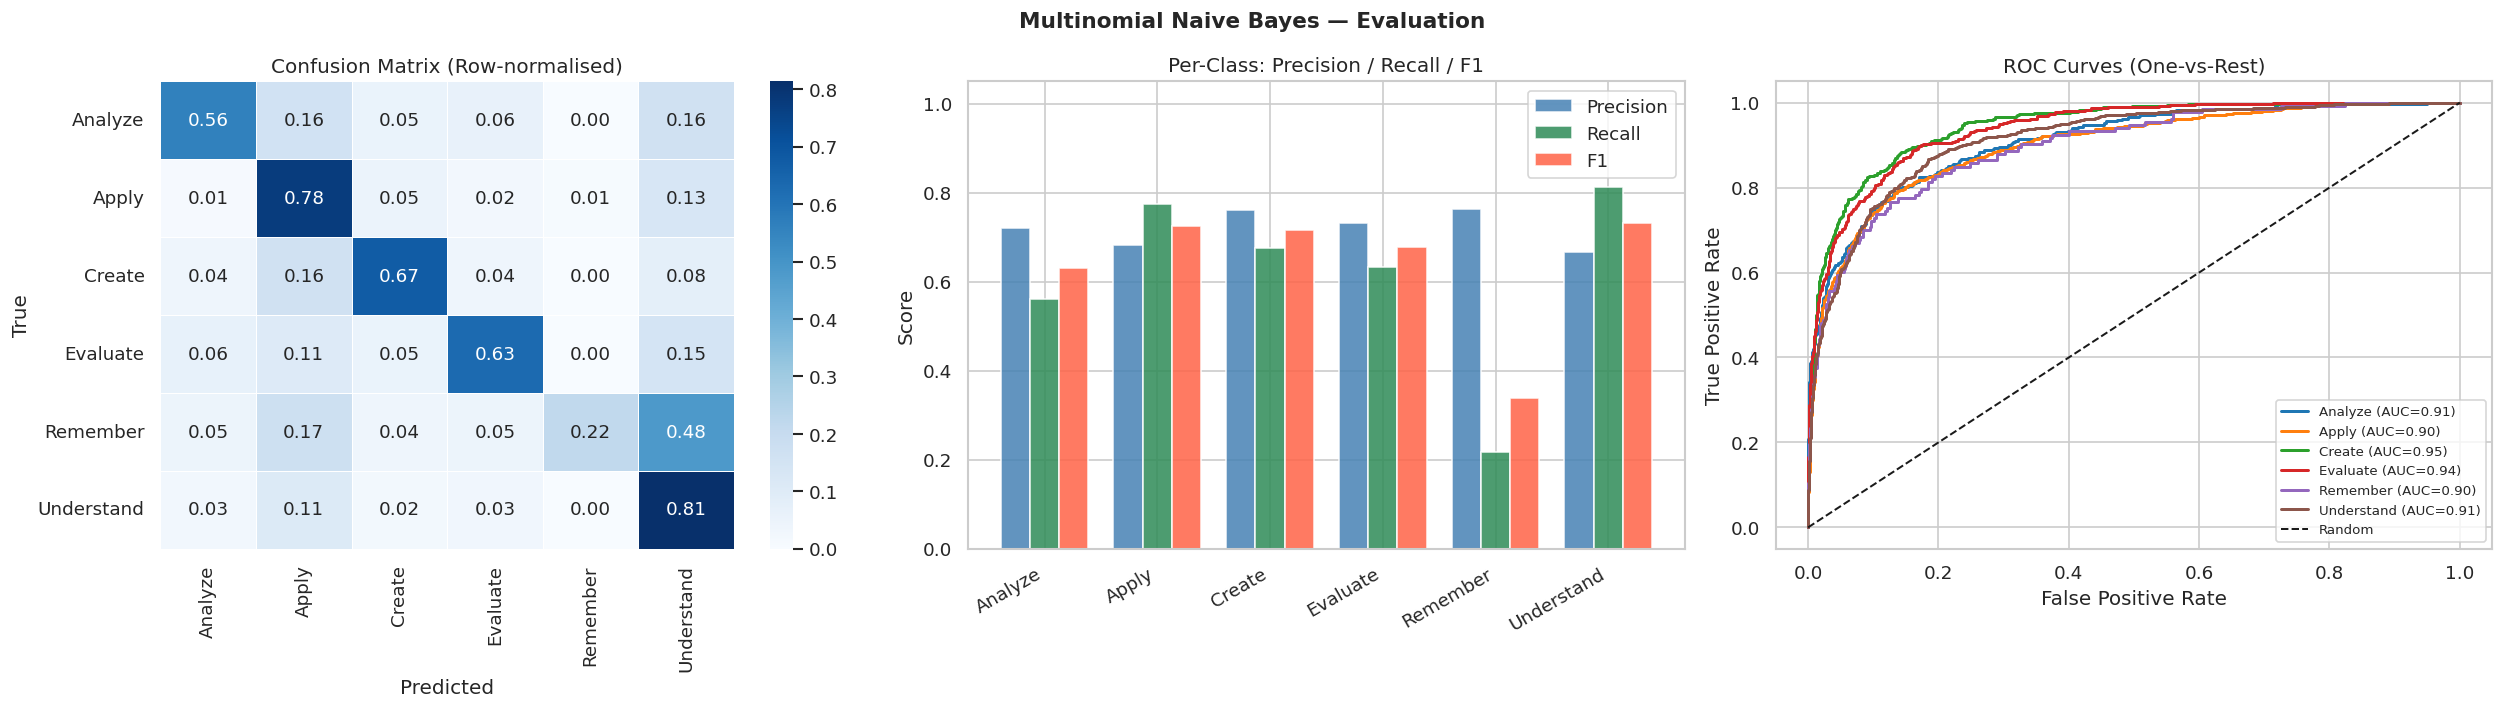 Multinomial Naive Bayes — Evaluation
Confusion Matrix (Row-normalised)
True
Analyze 0.56 0.16 0.05 0.06 0.00 0.16
Apply 0.01 0.78 0.05 0.02 0.01 0.13
Create 0.04 0.16 0.67 0.04 0.00 0.08
Evaluate 0.06 0.11 0.05 0.63 0.00 0.15
Remember 0.05 0.17 0.04 0.05 0.22 0.48
Understand 0.03 0.11 0.02 0.03 0.00 0.81
Analyze Apply Create Evaluate Remember Understand
Predicted
0.8
0.7
0.6
0.5
0.4
0.3
0.2
0.1
0.0
Per-Class: Precision / Recall / F1
Score
1.0
0.8
0.6
0.4
0.2
0.0
Precision
Recall
F1
Analyze Apply Create Evaluate Remember Understand
ROC Curves (One-vs-Rest)
True Positive Rate
1.0
0.8
0.6
0.4
0.2
0.0
Analyze (AUC=0.91)
Apply (AUC=0.90)
Create (AUC=0.95)
Evaluate (AUC=0.94)
Remember (AUC=0.90)
Understand (AUC=0.91)
Random
0.0 0.2 0.4 0.6 0.8 1.0
False Positive Rate